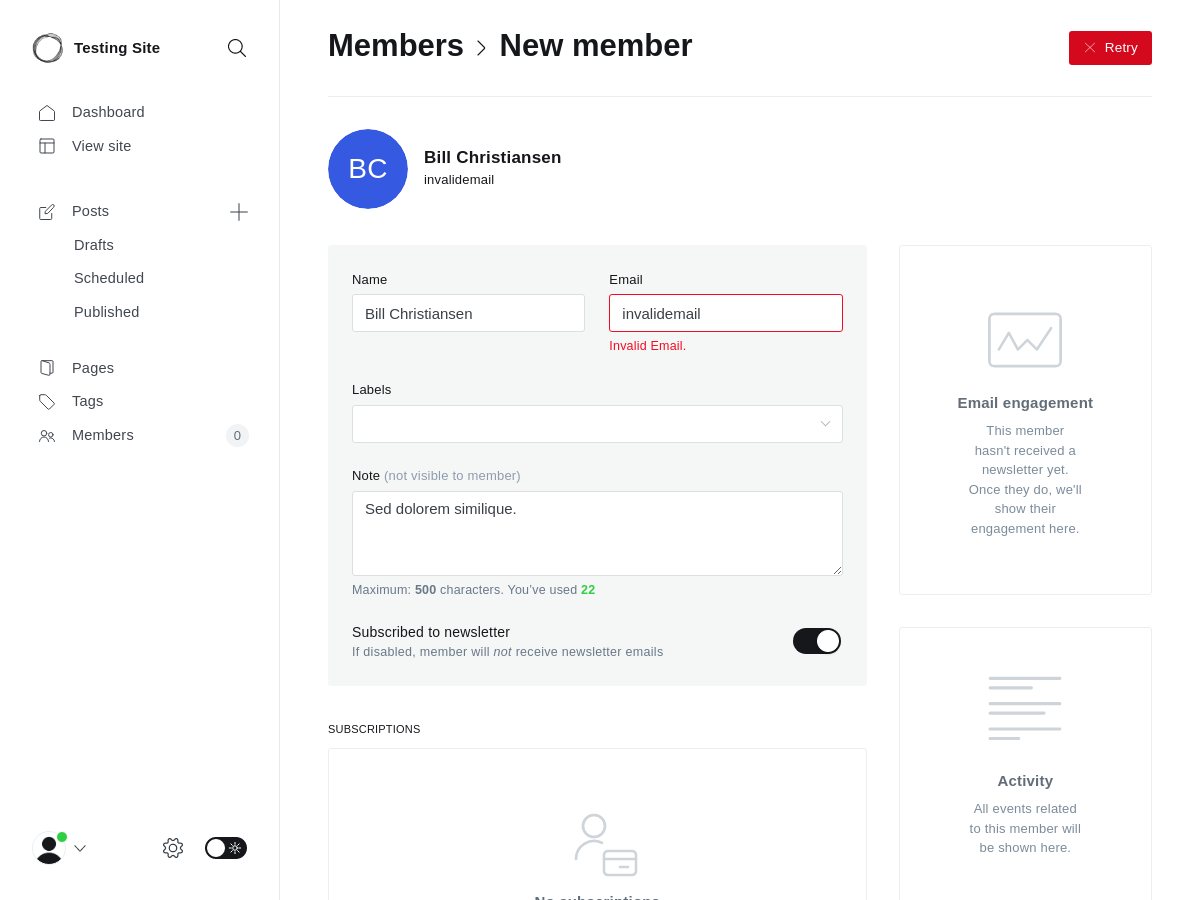 Testing Site
Dashboard
View site
Posts
Drafts
Scheduled
Published
Pages
Tags
Members
0
Members > New member
Retry
BC
Bill Christiansen
invalidemail
Name
Bill Christiansen
Email
invalidemail
Invalid Email.
Labels
Note (not visible to member)
Sed dolorem similique.
Maximum: 500 characters. You've used 22
Subscribed to newsletter
If disabled, member will not receive newsletter emails
SUBSCRIPTIONS
No subscriptions
Email engagement
This member
hasn't received a
newsletter yet.
Once they do, we'll
show their
engagement here.
Activity
All events related
to this member will
be shown here.